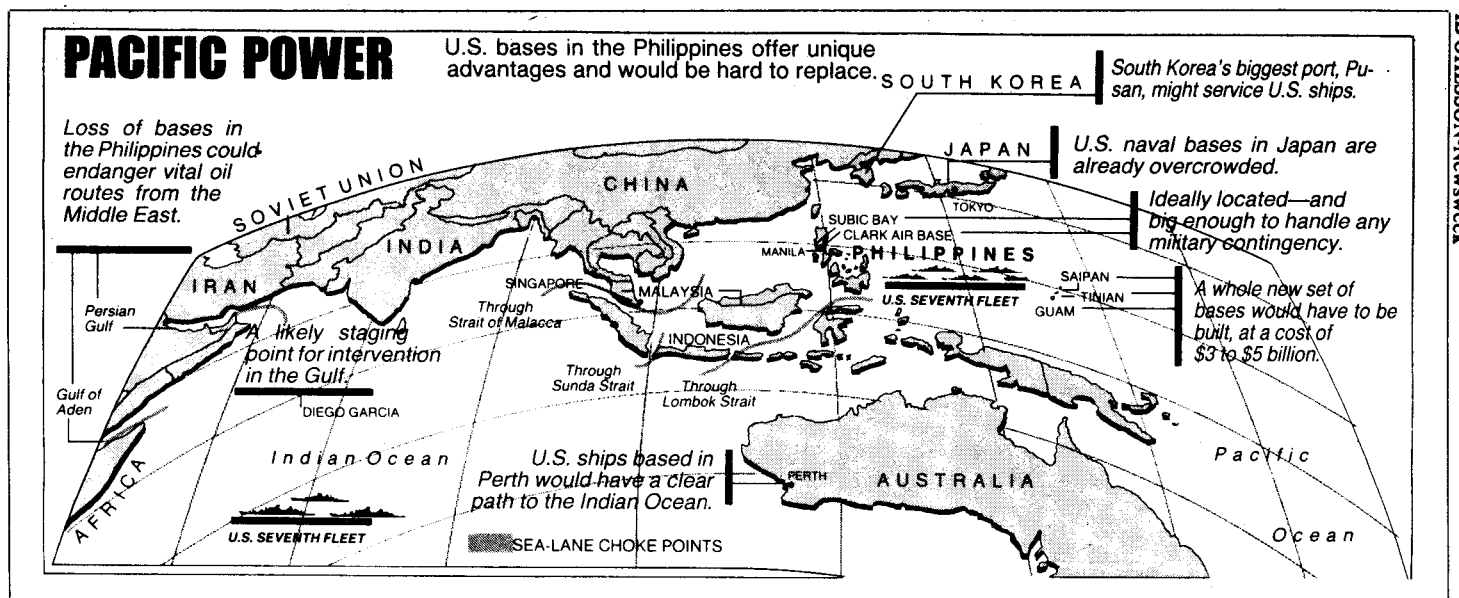 PACIFIC POWER
U.S. bases in the Philippines offer unique
advantages and would be hard to replace.
SOUTH KOREA
South Korea's biggest port, Pu-
san, might service U.S. ships.
Loss of bases in
the Philippines could
endanger vital oil
routes from the
Middle East.
SOVIET UNION
CHINA
JAPAN
U.S. naval bases in Japan are
already overcrowded.
TOKYO
Ideally located—and
big enough to handle any
military contingency.
SUBIC BAY
CLARK AIR BASE
MANILA
PHILIPPINES
INDIA
IRAN
SINGAPORE
MALAYSIA
U.S. SEVENTH FLEET
SAIPAN
TINIAN
GUAM
A whole new set of
bases would have to be
built, at a cost of
$3 to $5 billion.
Persian
Gulf
Through
Strait of Malacca
INDONESIA
A likely staging
point for intervention
in the Gulf.
DIEGO GARCIA
Through
Sunda Strait
Through
Lombok Strait
Gulf of
Aden
AFRICA
Indian Ocean
U.S. ships based in
Perth would have a clear
path to the Indian Ocean.
PERTH
AUSTRALIA
Pacific
Ocean
U.S. SEVENTH FLEET
SEA-LANE CHOKE POINTS
OHLSSON—NEWSWEEK